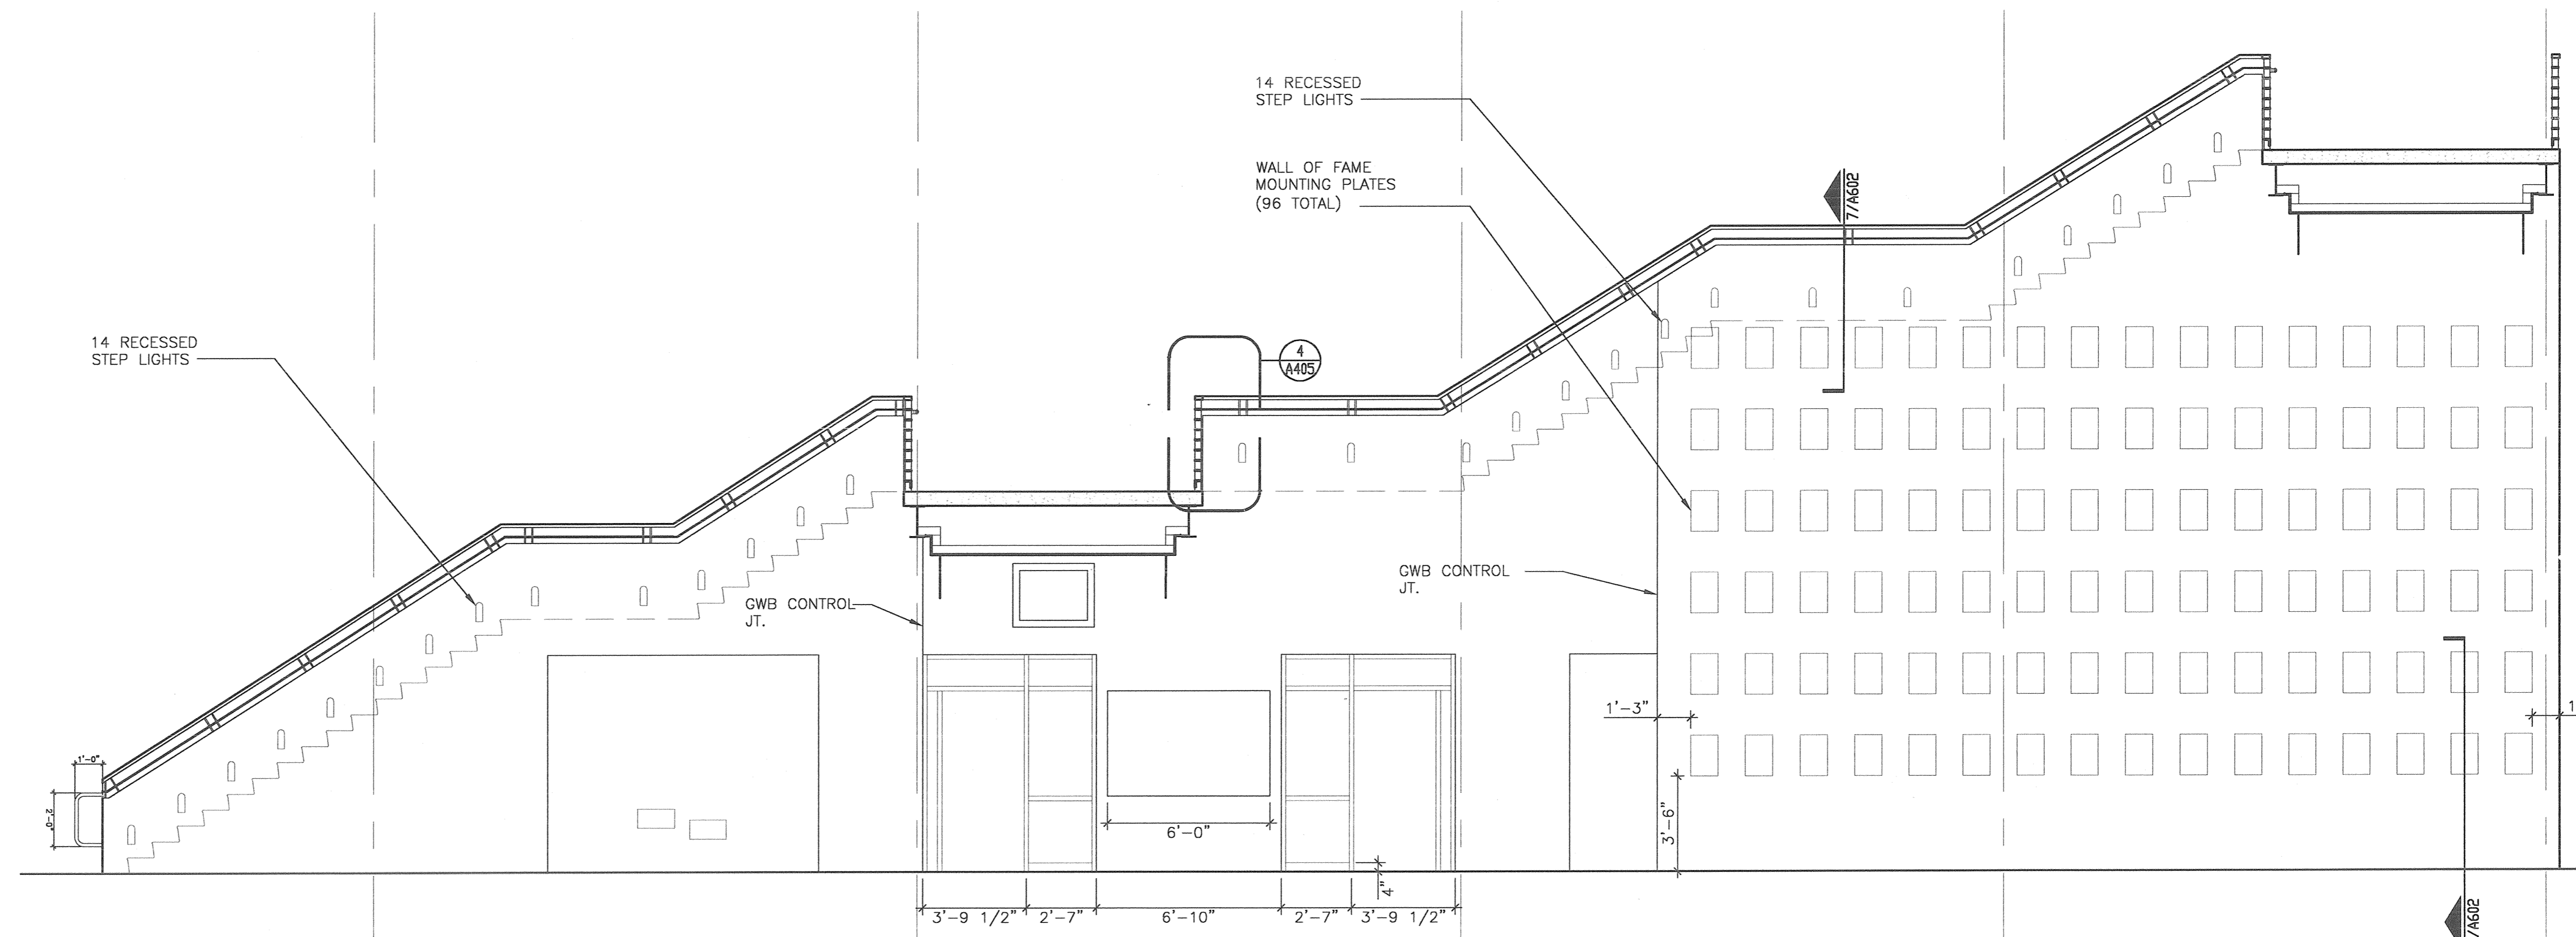 14 RECESSED
STEP LIGHTS
WALL OF FAME
MOUNTING PLATES
(96 TOTAL)
7/A602
14 RECESSED
STEP LIGHTS
4
A405
GWB CONTROL
JT.
GWB CONTROL
JT.
1'-3"
1'-0"
2'-0"
6'-0"
3'-6"
4"
3'-9 1/2"
2'-7"
6'-10"
2'-7"
3'-9 1/2"
/A602